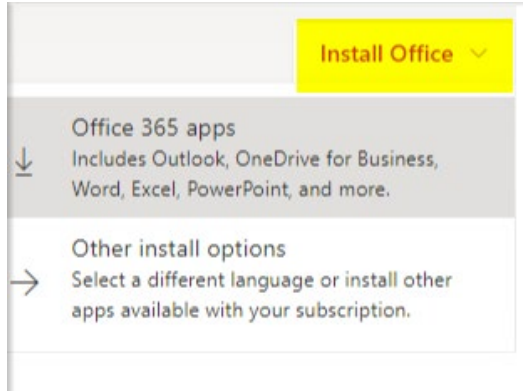 Install Office
Office 365 apps
Includes Outlook, OneDrive for Business,
Word, Excel, PowerPoint, and more.
Other install options
Select a different language or install other
apps available with your subscription.